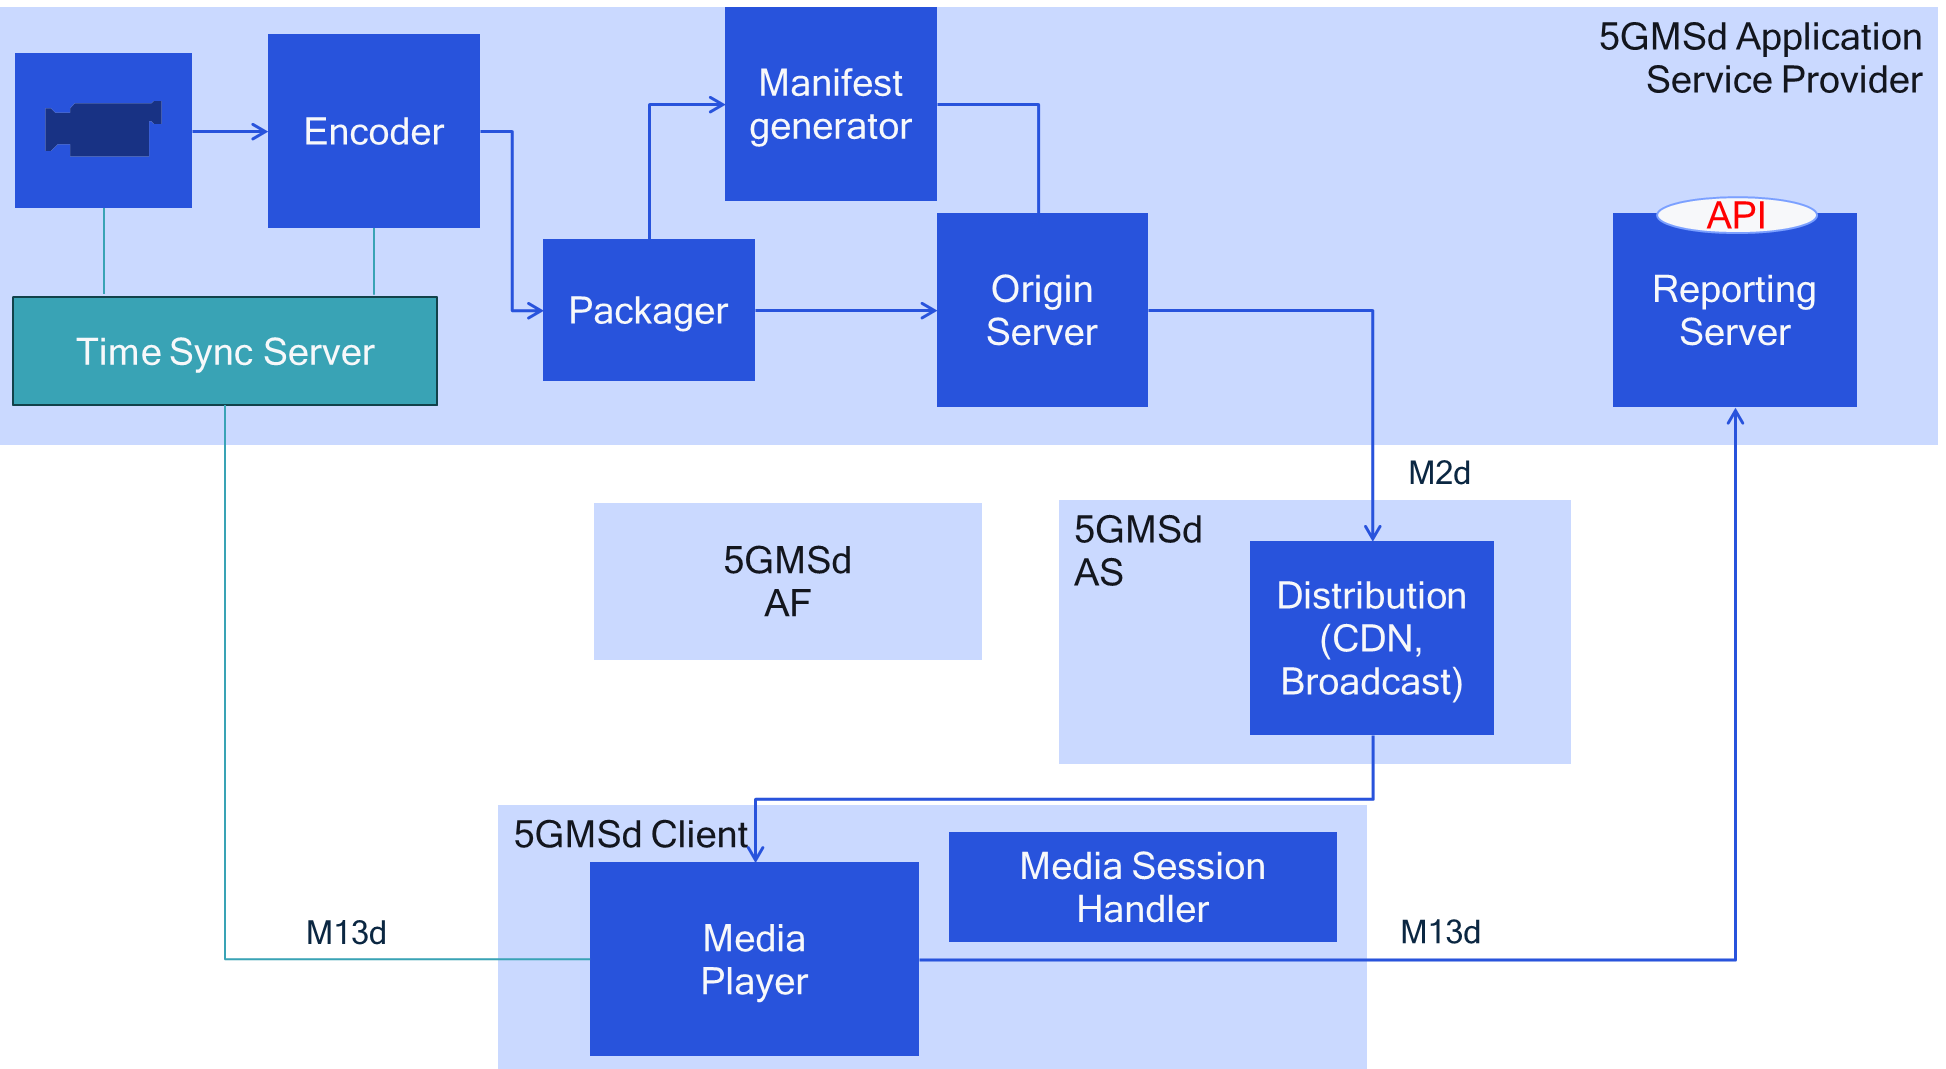 5GMSd Application
Service Provider
Manifest
generator
Encoder
API
Packager
Origin
Server
Reporting
Server
Time Sync Server
M2d
5GMSd
AF
5GMSd
AS
Distribution
(CDN,
Broadcast)
5GMSd Client
Media Session
Handler
M13d
Media
Player
M13d